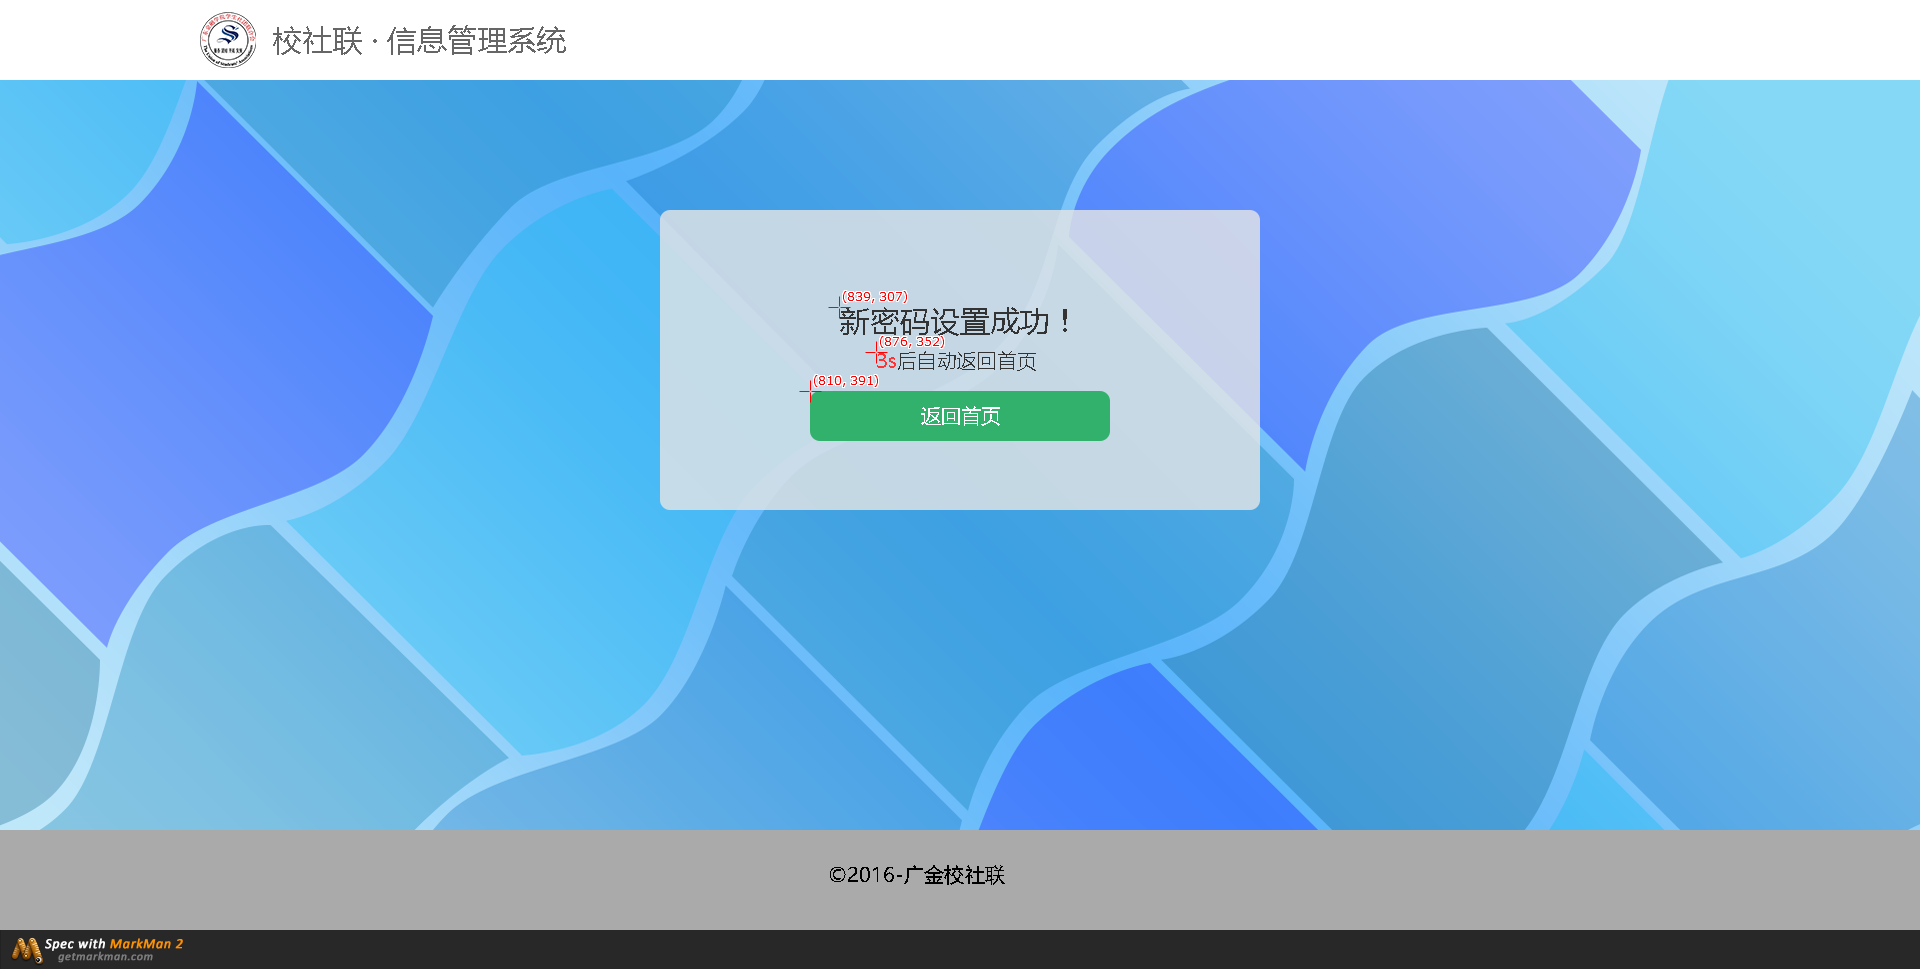 校社联 · 信息管理系统
(839, 307)
新密码设置成功！
(876, 352)
3s后自动返回首页
(810, 391)
返回首页
©2016-广金校社联
Spec with MarkMan 2
getmarkman.com